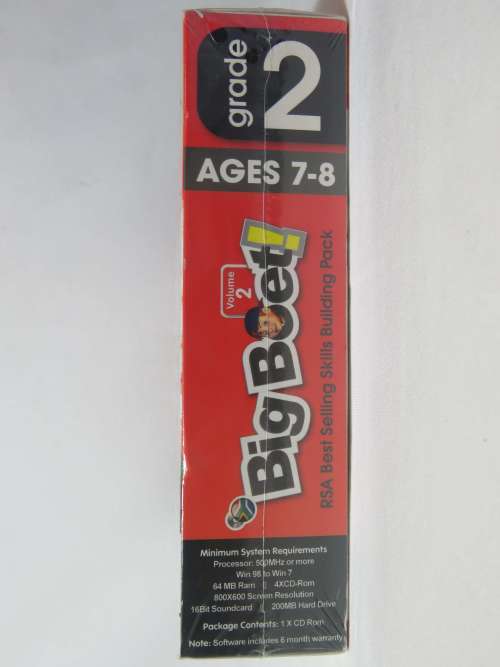 grade
2
AGES 7-8
Volume
2
Big Boet!
RSA Best Selling Skills Building Pack
Minimum System Requirements
Processor: 500MHz or more
Win 98 to Win 7
64 MB Ram | 4XCD-Rom
800X600 Screen Resolution
16Bit Soundcard | 200MB Hard Drive
Package Contents: 1 X CD Rom
Note: Software includes 6 month warranty